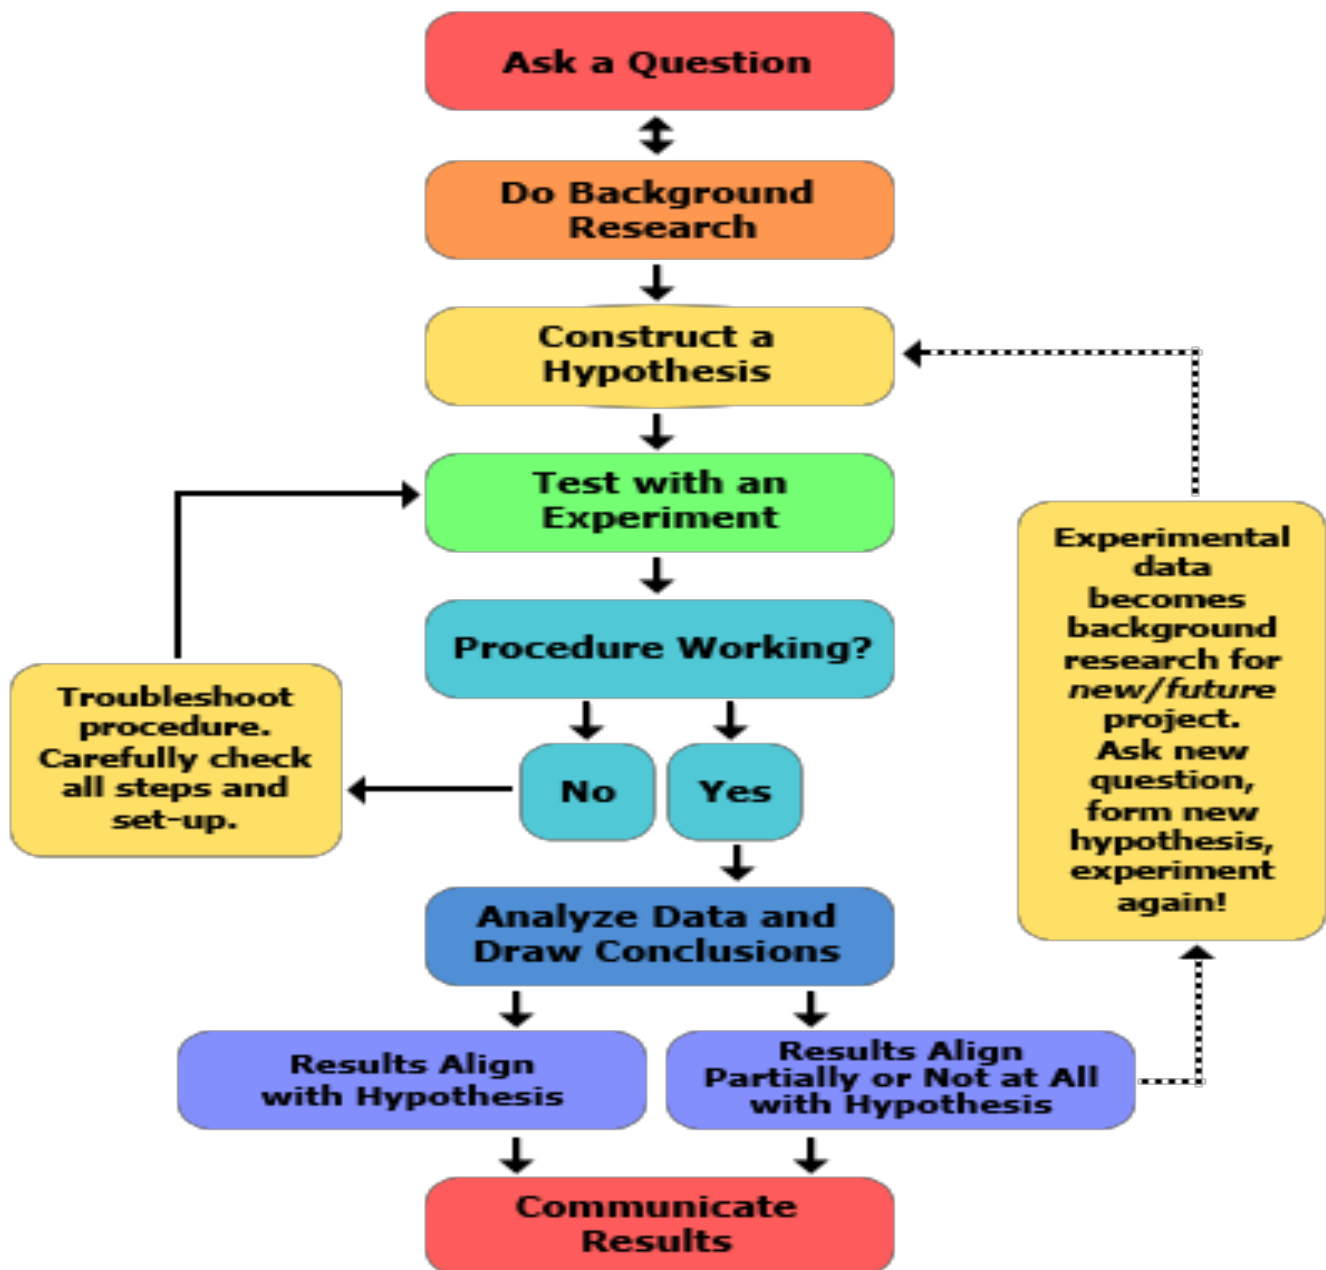 Ask a Question
Do Background
Research
Construct a
Hypothesis
Test with an
Experiment
Procedure Working?
No
Yes
Troubleshoot
procedure.
Carefully check
all steps and
set-up.
Analyze Data and
Draw Conclusions
Results Align
with Hypothesis
Results Align
Partially or Not at All
with Hypothesis
Experimental
data
becomes
background
research for
new/future
project.
Ask new
question,
form new
hypothesis,
experiment
again!
Communicate
Results